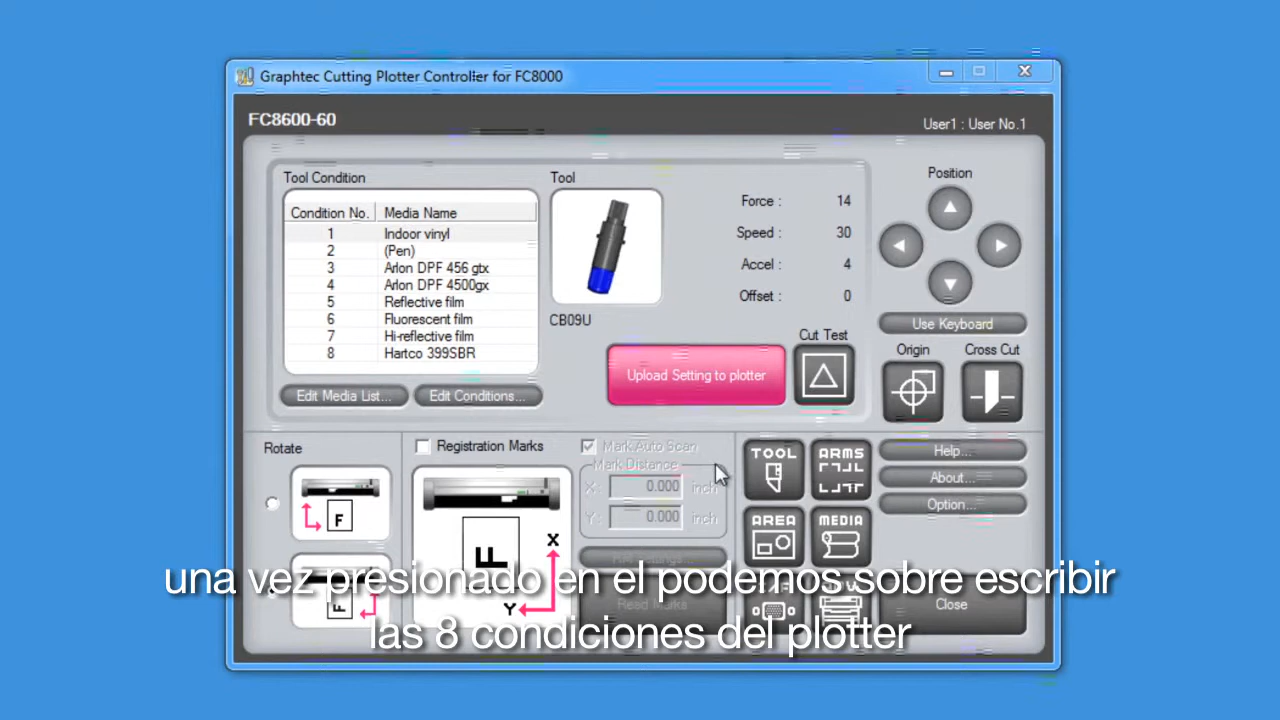 Graphtec Cutting Plotter Controller for FC8000
FC8600-60
User1 : User No.1
Tool Condition
Condition No. Media Name
1 Indoor vinyl
2 (Pen)
3 Arlon DPF 456 gtx
4 Arlon DPF 4500gx
5 Reflective film
6 Fluorescent film
7 Hi-reflective film
8 Hartco 399SBR
Edit Media List... Edit Conditions...
Tool
CB09U
Force : 14
Speed : 30
Accel : 4
Offset : 0
Upload Setting to plotter
Cut Test
Position
Use Keyboard
Origin Cross Cut
Rotate
F
F
Registration Marks
F
X
Y
Mark Auto Scan
Mark Distance
X : 0.000 inch
Y : 0.000 inch
Read Marks
TOOL ARMS
AREA MEDIA
Help...
About...
Option...
Close
una vez presionado en el podemos sobre escribir
las 8 condiciones del plotter